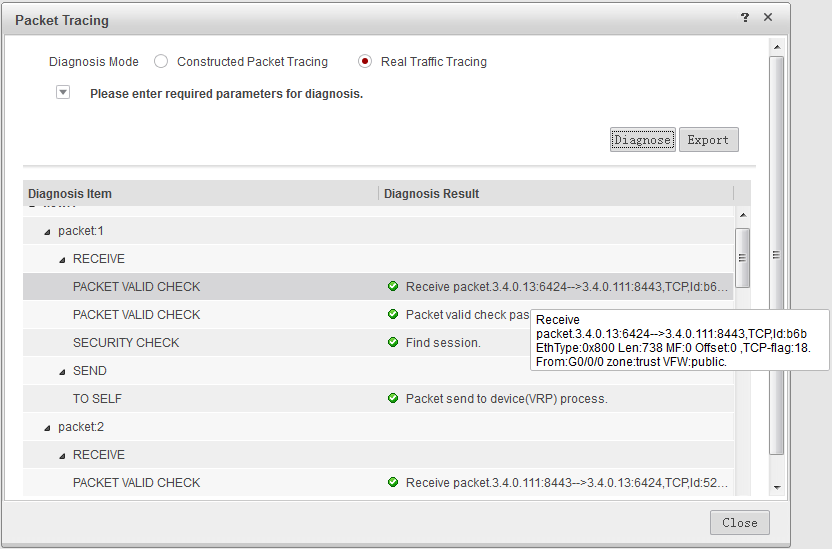 Packet Tracing
Diagnosis Mode Constructed Packet Tracing Real Traffic Tracing
Please enter required parameters for diagnosis.
Diagnose Export
Diagnosis Item Diagnosis Result
packet:1
RECEIVE
PACKET VALID CHECK Receive packet.3.4.0.13:6424-->3.4.0.111:8443,TCP,Id:b6...
PACKET VALID CHECK Packet valid check pas
SECURITY CHECK Find session.
Receive
packet.3.4.0.13:6424-->3.4.0.111:8443,TCP,Id:b6b
EthType:0x800 Len:738 MF:0 Offset:0 ,TCP-flag:18.
From:G0/0/0 zone:trust VFW:public.
SEND
TO SELF Packet send to device(VRP) process.
packet:2
RECEIVE
PACKET VALID CHECK Receive packet.3.4.0.111:8443-->3.4.0.13:6424,TCP,Id:52...
Close